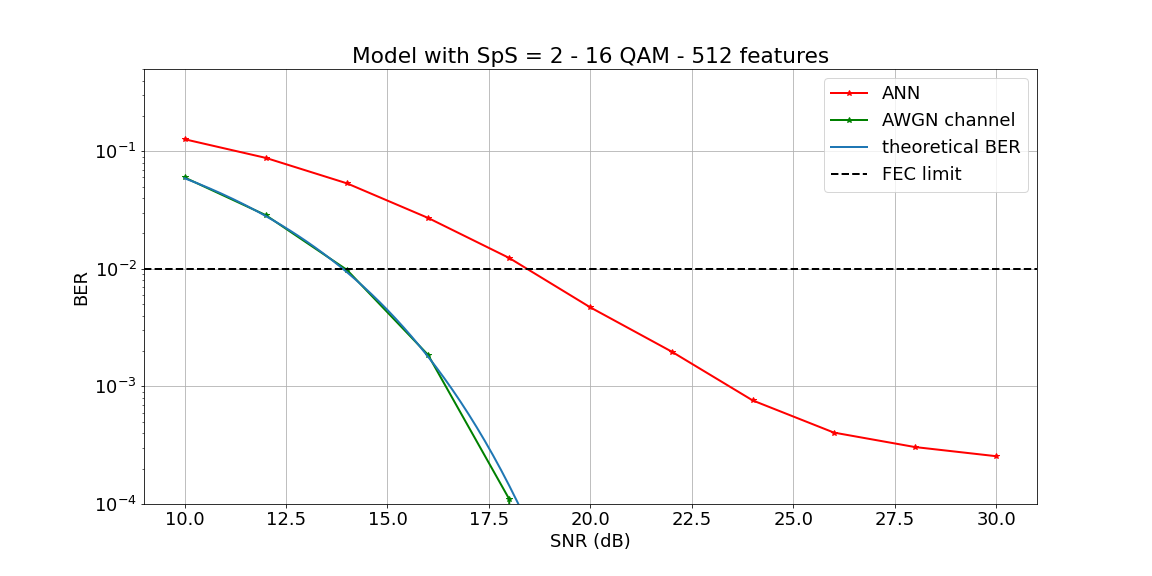 Model with SpS = 2 - 16 QAM - 512 features
ANN
AWGN channel
theoretical BER
FEC limit
BER
10⁻¹
10⁻²
10⁻³
10⁻⁴
10.0 12.5 15.0 17.5 20.0 22.5 25.0 27.5 30.0
SNR (dB)